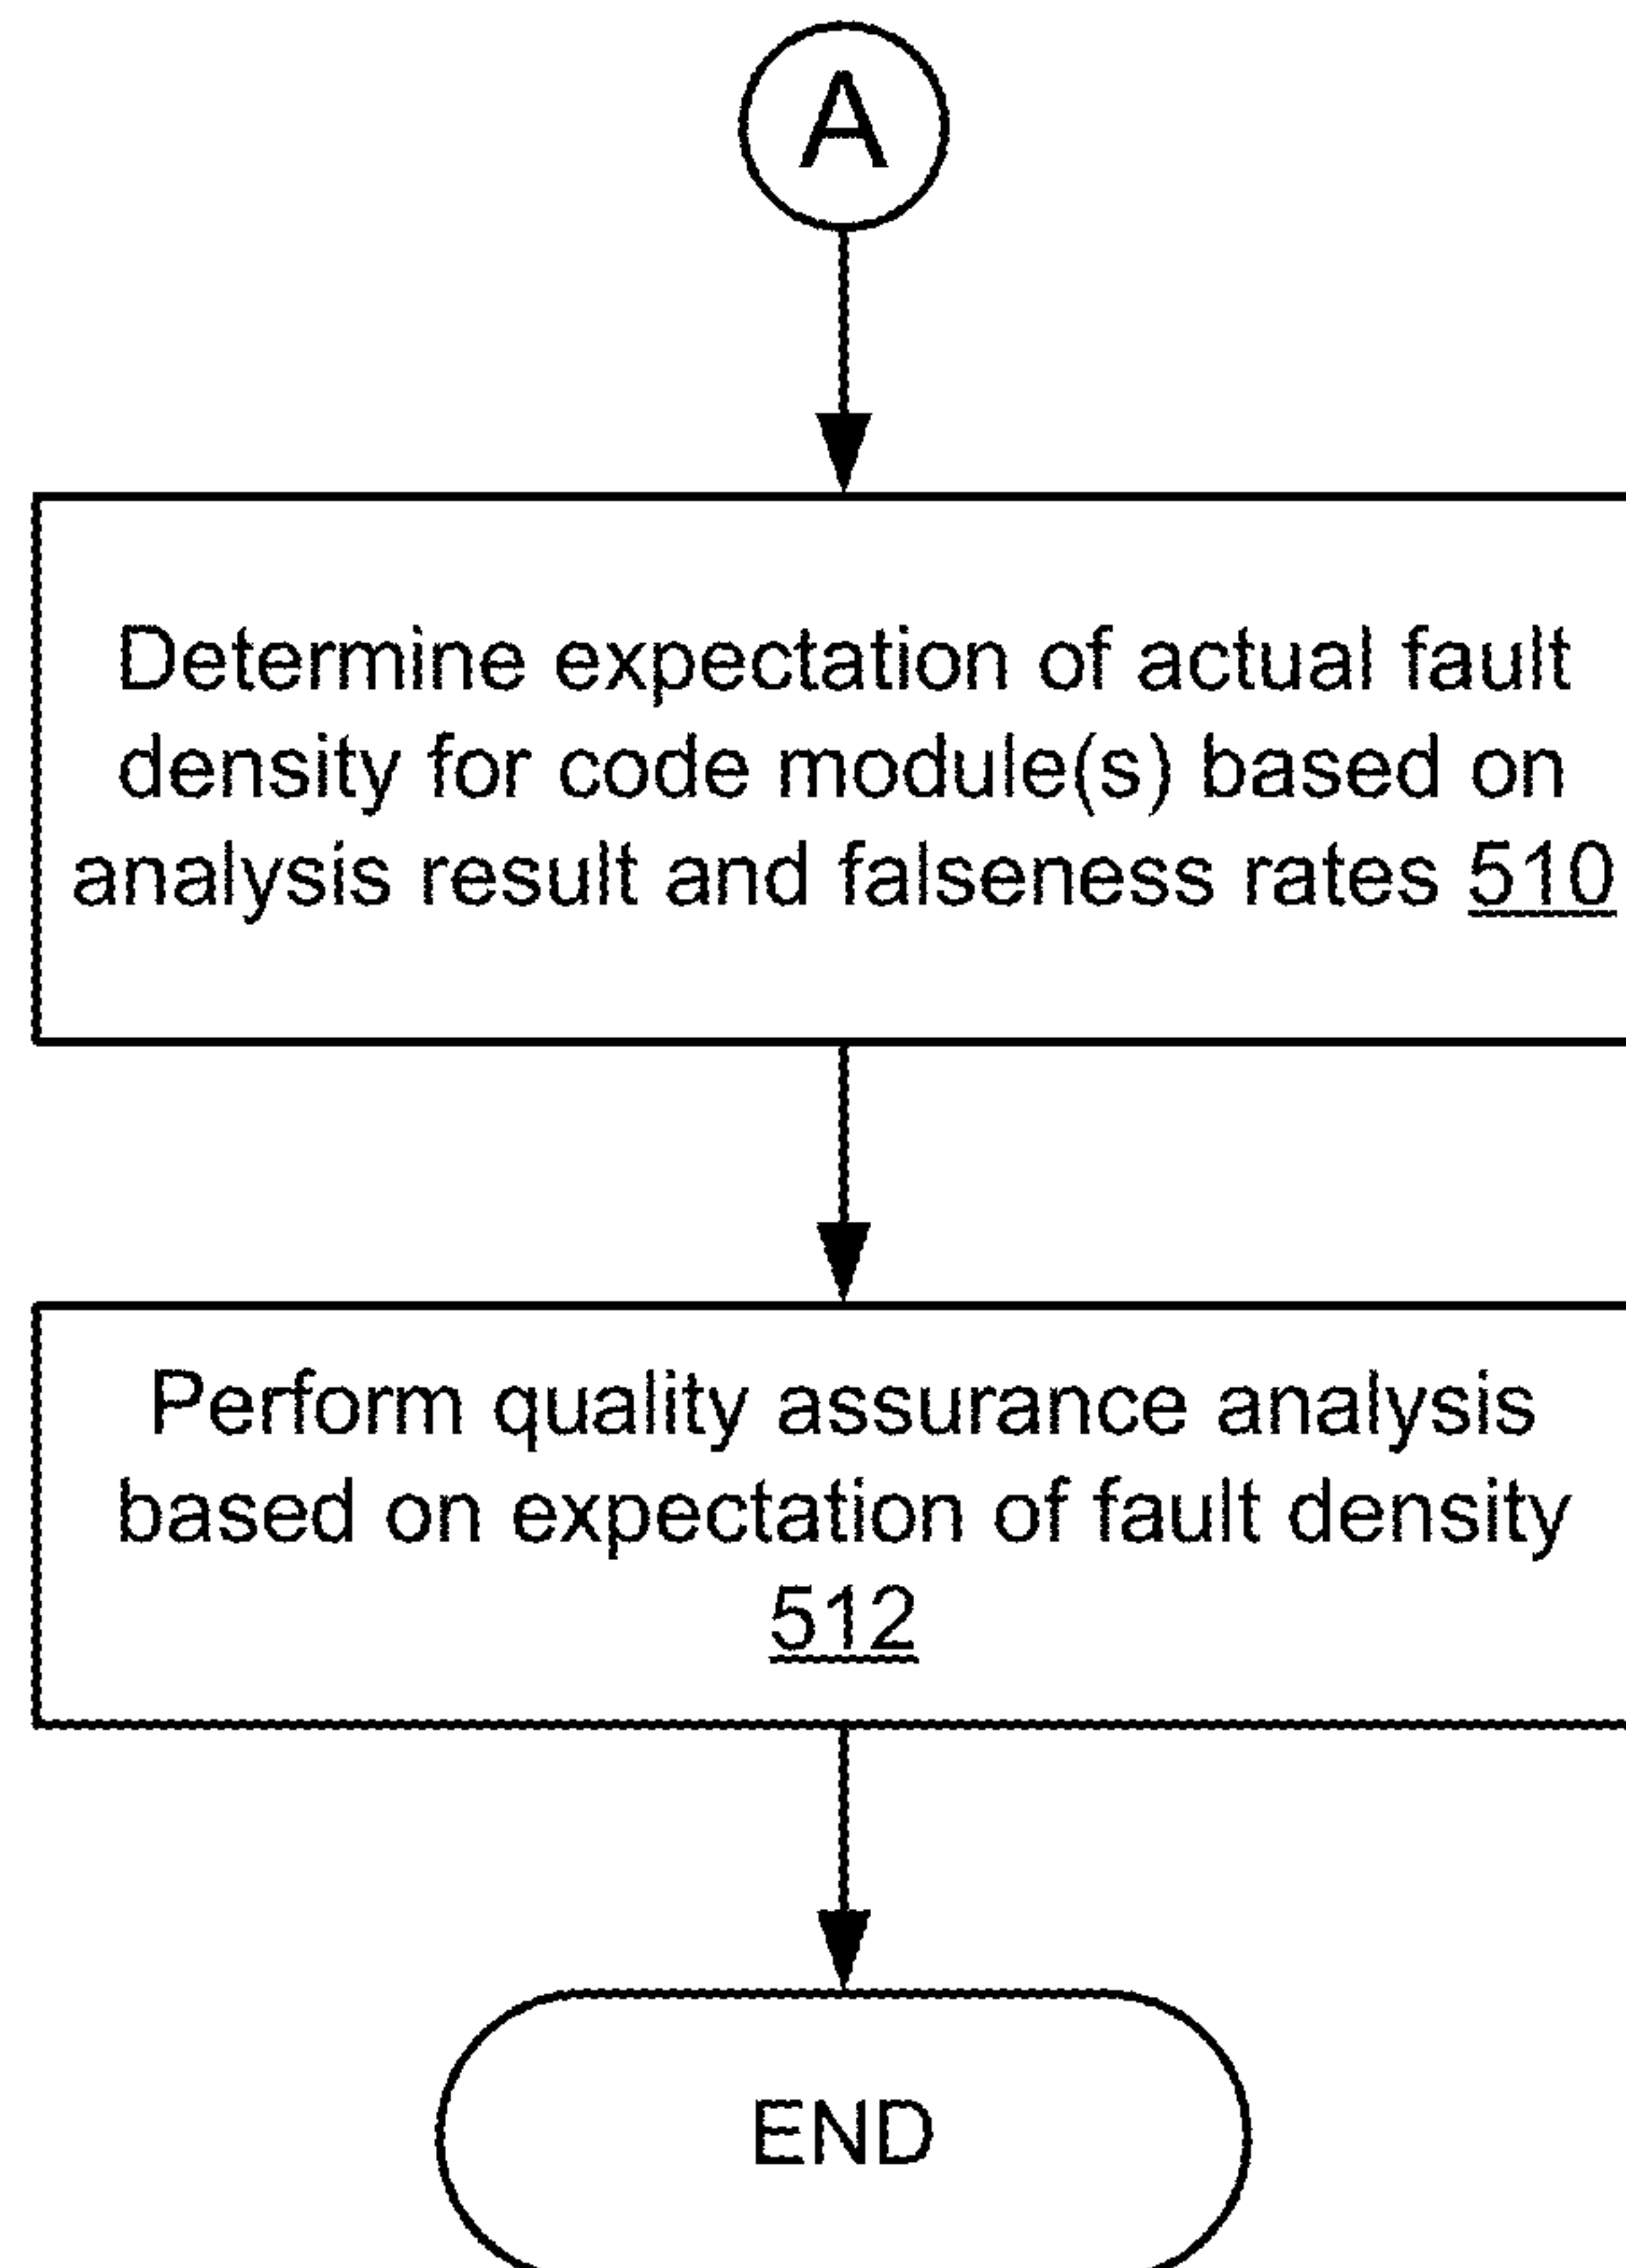 A
Determine expectation of actual fault
density for code module(s) based on
analysis result and falseness rates 510
Perform quality assurance analysis
based on expectation of fault density
512
END